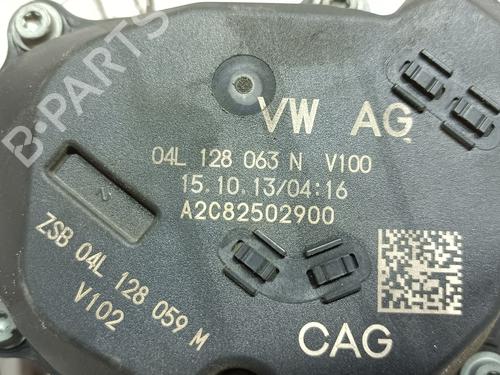 B-PARTS
VW AG
04L 128 063 N V100
15.10.13/04:16
A2C82502900
ZSB 04L 128 059 M
V102
CAG